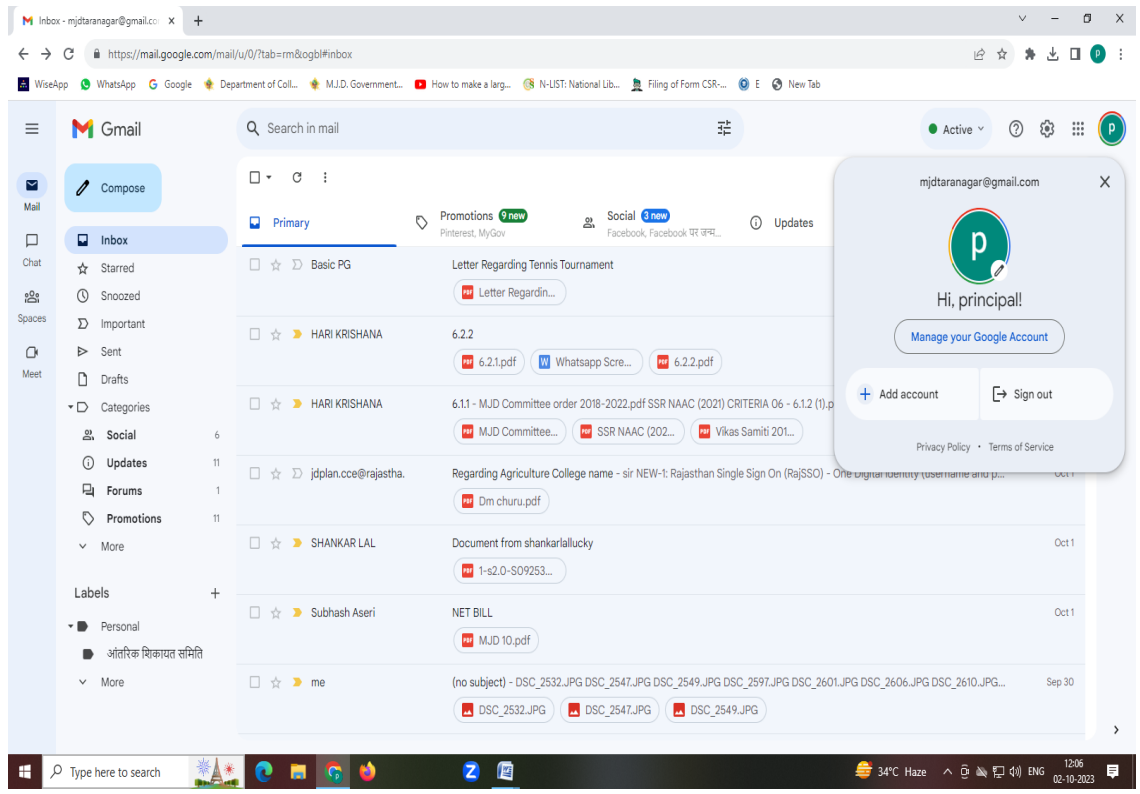 Inbox - mjdtaranagar@gmail.co
https://mail.google.com/mail/u/0/?tab=rm&ogbl#inbox
WiseApp WhatsApp Google Department of Coll... M.J.D. Government... How to make a larg... N-LIST: National Lib... Filing of Form CSR-... E New Tab
Gmail
Search in mail
Active
Mail
Chat
Spaces
Meet
Compose
Inbox
Starred
Snoozed
Important
Sent
Drafts
Categories
Social 6
Updates 11
Forums 1
Promotions 11
More
Labels
Personal
आंतरिक शिकायत समिति
More
Primary
Promotions 9 new
Pinterest, MyGov
Social 3 new
Facebook, Facebook पर जन्म...
Updates
Basic PG Letter Regarding Tennis Tournament
PDF Letter Regardin...
HARI KRISHANA 6.2.2
PDF 6.2.1.pdf W Whatsapp Scre... PDF 6.2.2.pdf
HARI KRISHANA 6.1.1 - MJD Committee order 2018-2022.pdf SSR NAAC (2021) CRITERIA 06 - 6.1.2 (1).p
PDF MJD Committee... PDF SSR NAAC (202... PDF Vikas Samiti 201...
jdplan.cce@rajastha. Regarding Agriculture College name - sir NEW-1: Rajasthan Single Sign On (RajSSO) - One Digital Identity (username and p... Oct 1
PDF Dm churu.pdf
SHANKAR LAL Document from shankarlallucky Oct 1
PDF 1-s2.0-S09253...
Subhash Aseri NET BILL Oct 1
PDF MJD 10.pdf
me (no subject) - DSC_2532.JPG DSC_2547.JPG DSC_2549.JPG DSC_2597.JPG DSC_2601.JPG DSC_2606.JPG DSC_2610.JPG... Sep 30
DSC_2532.JPG DSC_2547.JPG DSC_2549.JPG
mjdtaranagar@gmail.com
p
Hi, principal!
Manage your Google Account
Add account
Sign out
Privacy Policy • Terms of Service
Type here to search
34°C Haze
ENG
12:06
02-10-2023